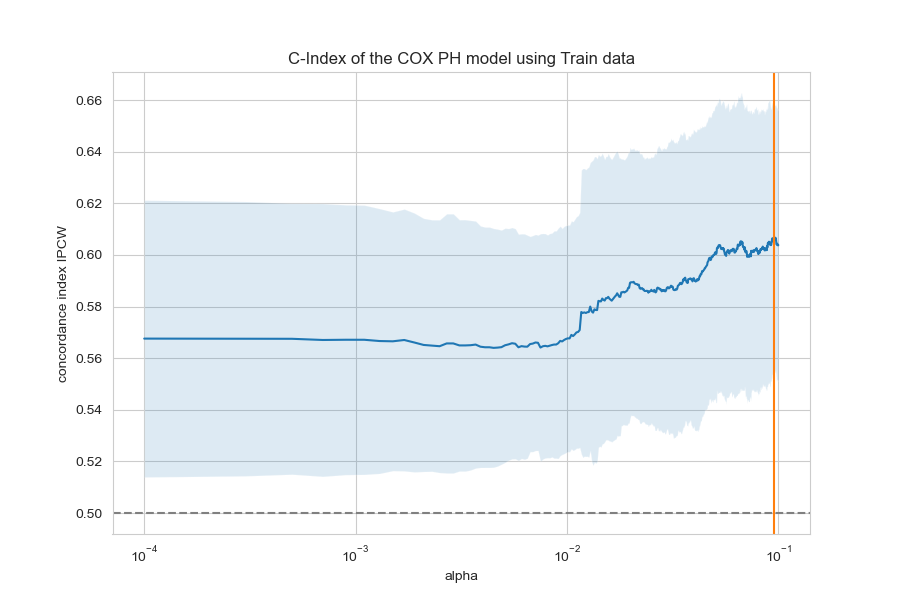 C-Index of the COX PH model using Train data
concordance index IPCW
0.66
0.64
0.62
0.60
0.58
0.56
0.54
0.52
0.50
10⁻⁴ 10⁻³ 10⁻² 10⁻¹
alpha